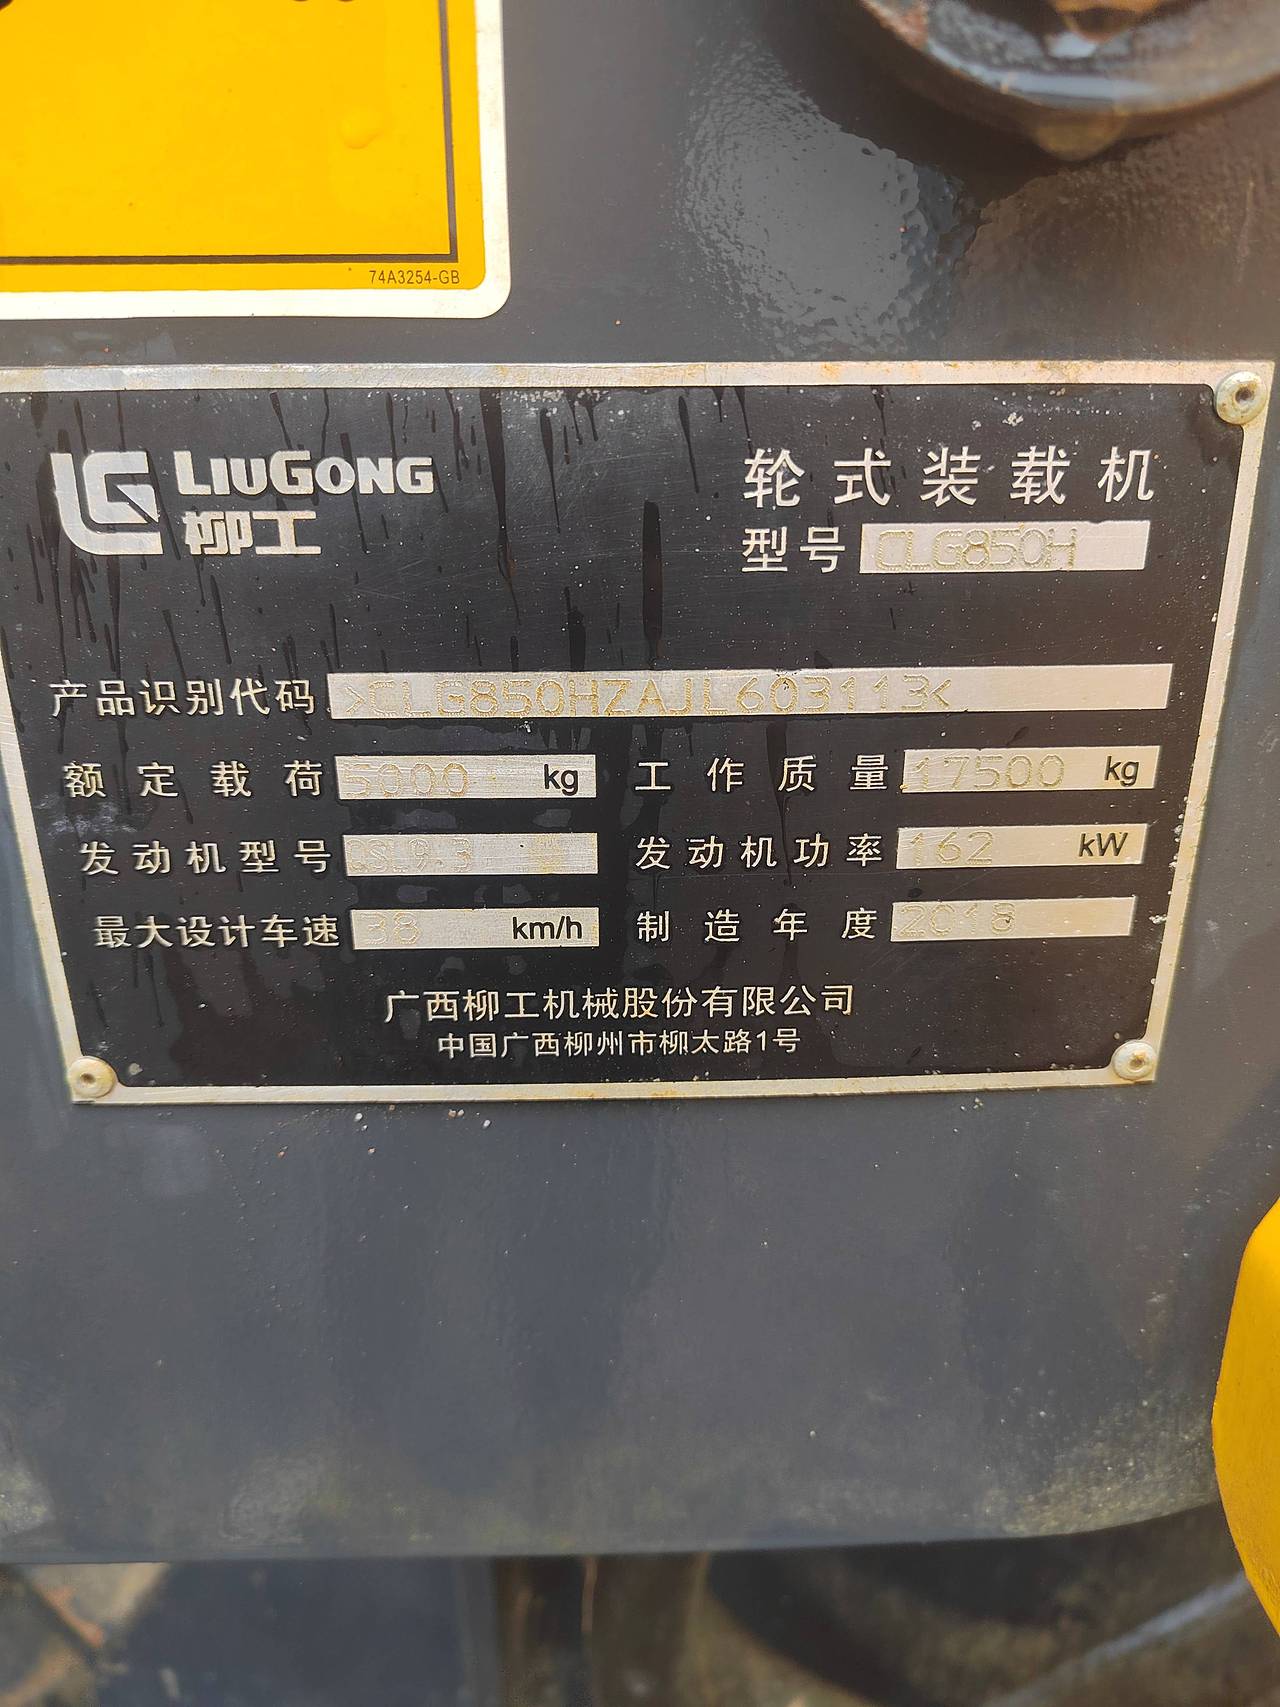 74A3254-GB
LIUGONG
柳工
轮式装载机
型号 CLG850H
产品识别代码 >CLG850HZAJL603113<
额定载荷 5000 kg 工作质量 17500 kg
发动机型号 QSL9.3 发动机功率 162 kW
最大设计车速 38 km/h 制造年度 2018
广西柳工机械股份有限公司
中国广西柳州市柳太路1号